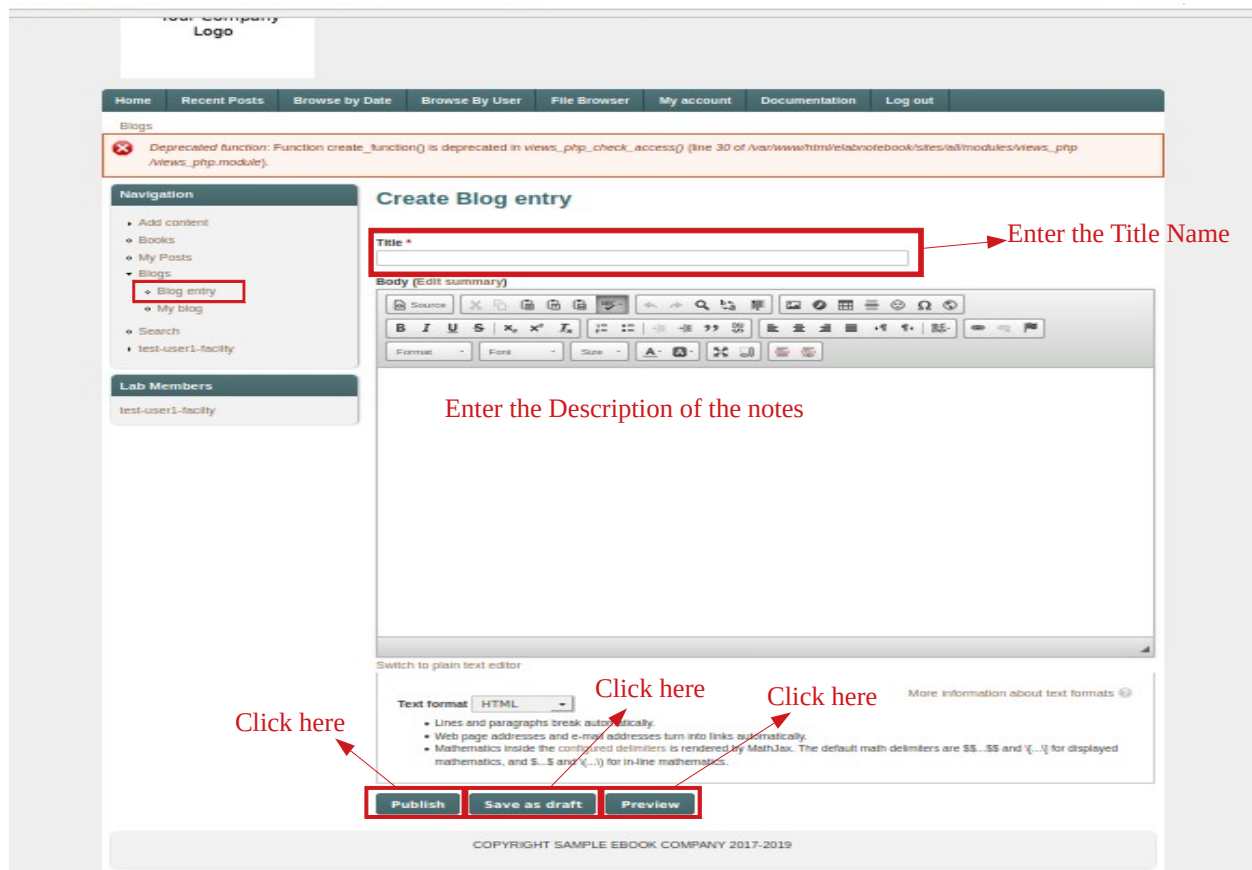 Your Company
Logo
Home Recent Posts Browse by Date Browse By User File Browser My account Documentation Log out
Blogs
Deprecated function: Function create_function() is deprecated in views_php_check_access() (line 30 of /var/www/html/elabnotebook/sites/all/modules/views_php
/views_php.module).
Navigation
Add content
Books
My Posts
Blogs
Blog entry
My blog
Search
test-user1-facilty
Lab Members
test-user1-facilty
Create Blog entry
Title *
Enter the Title Name
Body (Edit summary)
Source
B I U S x₂ x² Tx
Format Font Size A A
Enter the Description of the notes
Switch to plain text editor
Click here
Click here
Click here
More information about text formats
Text format HTML
Lines and paragraphs break automatically.
Web page addresses and e-mail addresses turn into links automatically.
Mathematics inside the configured delimiters is rendered by MathJax. The default math delimiters are $$...$$ and \[...\] for displayed
mathematics, and $...$ and \(...\) for in-line mathematics.
Publish Save as draft Preview
COPYRIGHT SAMPLE EBOOK COMPANY 2017-2019